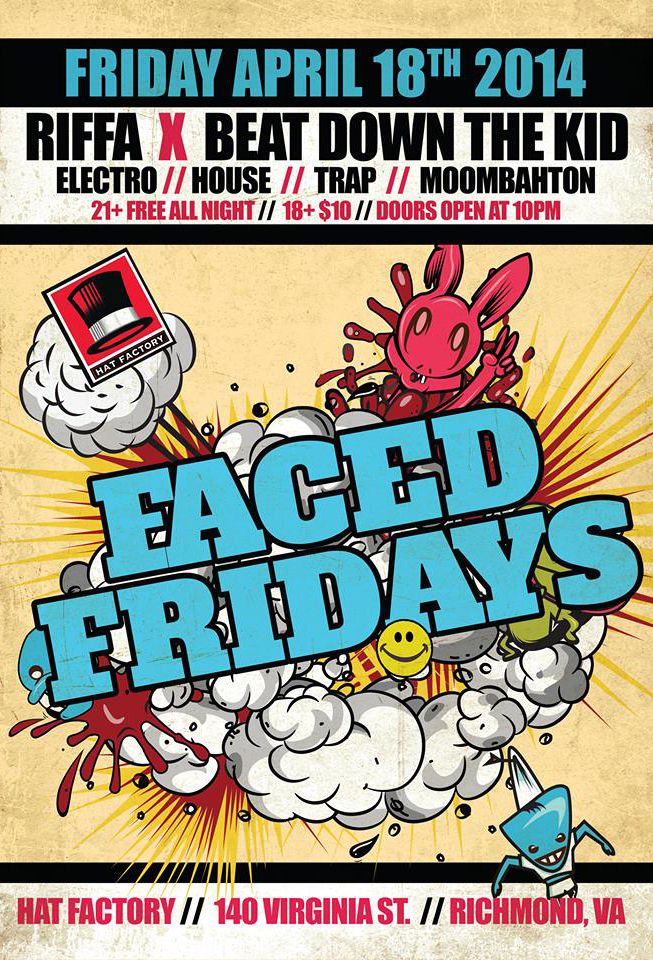 FRIDAY APRIL 18TH 2014
RIFFA X BEAT DOWN THE KID
ELECTRO // HOUSE // TRAP // MOOMBAHTON
21+ FREE ALL NIGHT // 18+ $10 // DOORS OPEN AT 10PM
HAT FACTORY
FACED
FRIDAYS
HAT FACTORY // 140 VIRGINIA ST. // RICHMOND, VA